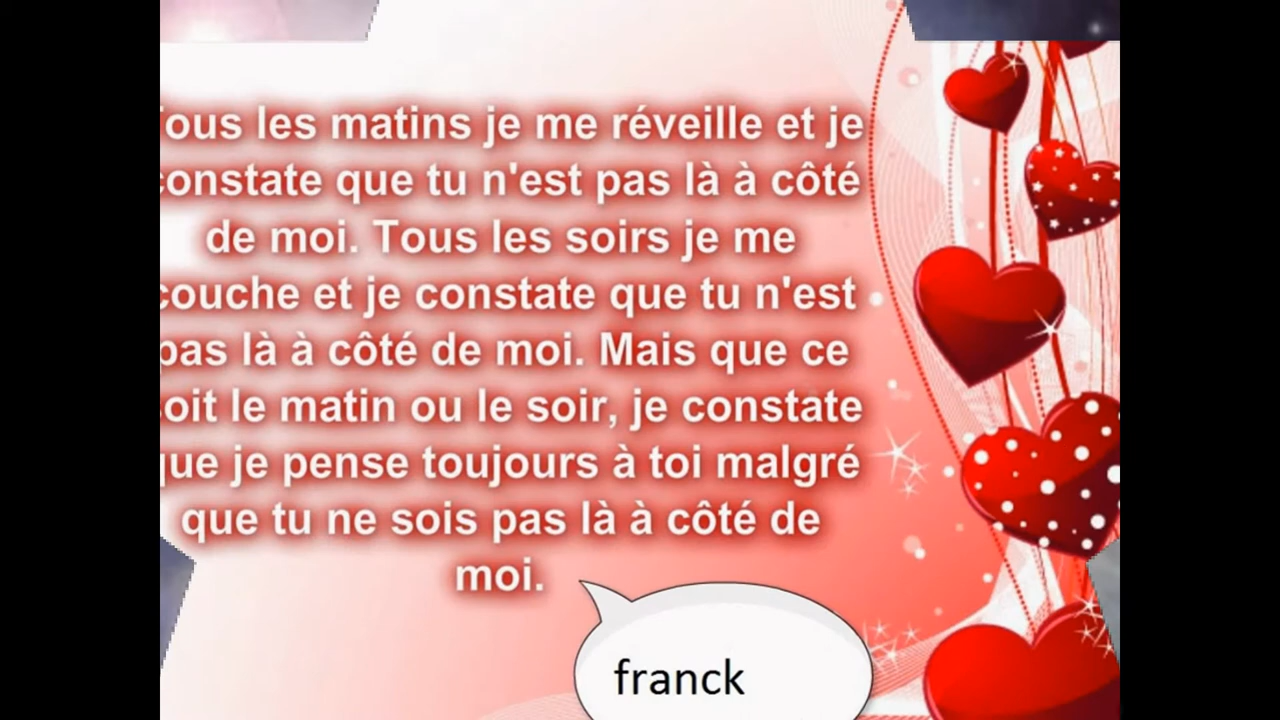 Tous les matins je me réveille et je
constate que tu n'est pas là à côté
de moi. Tous les soirs je me
couche et je constate que tu n'est
pas là à côté de moi. Mais que ce
soit le matin ou le soir, je constate
que je pense toujours à toi malgré
que tu ne sois pas là à côté de
moi.
franck